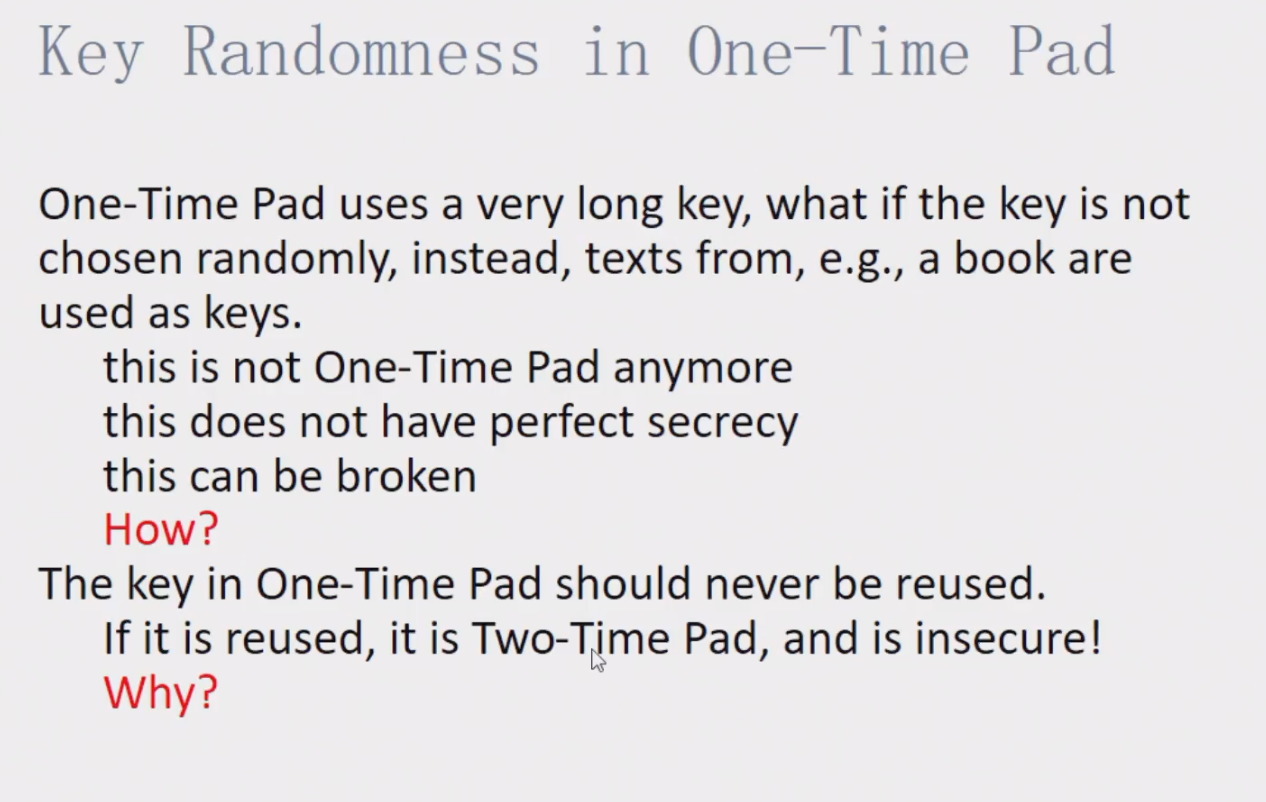 Key Randomness in One-Time Pad
One-Time Pad uses a very long key, what if the key is not
chosen randomly, instead, texts from, e.g., a book are
used as keys.
this is not One-Time Pad anymore
this does not have perfect secrecy
this can be broken
How?
The key in One-Time Pad should never be reused.
If it is reused, it is Two-Time Pad, and is insecure!
Why?